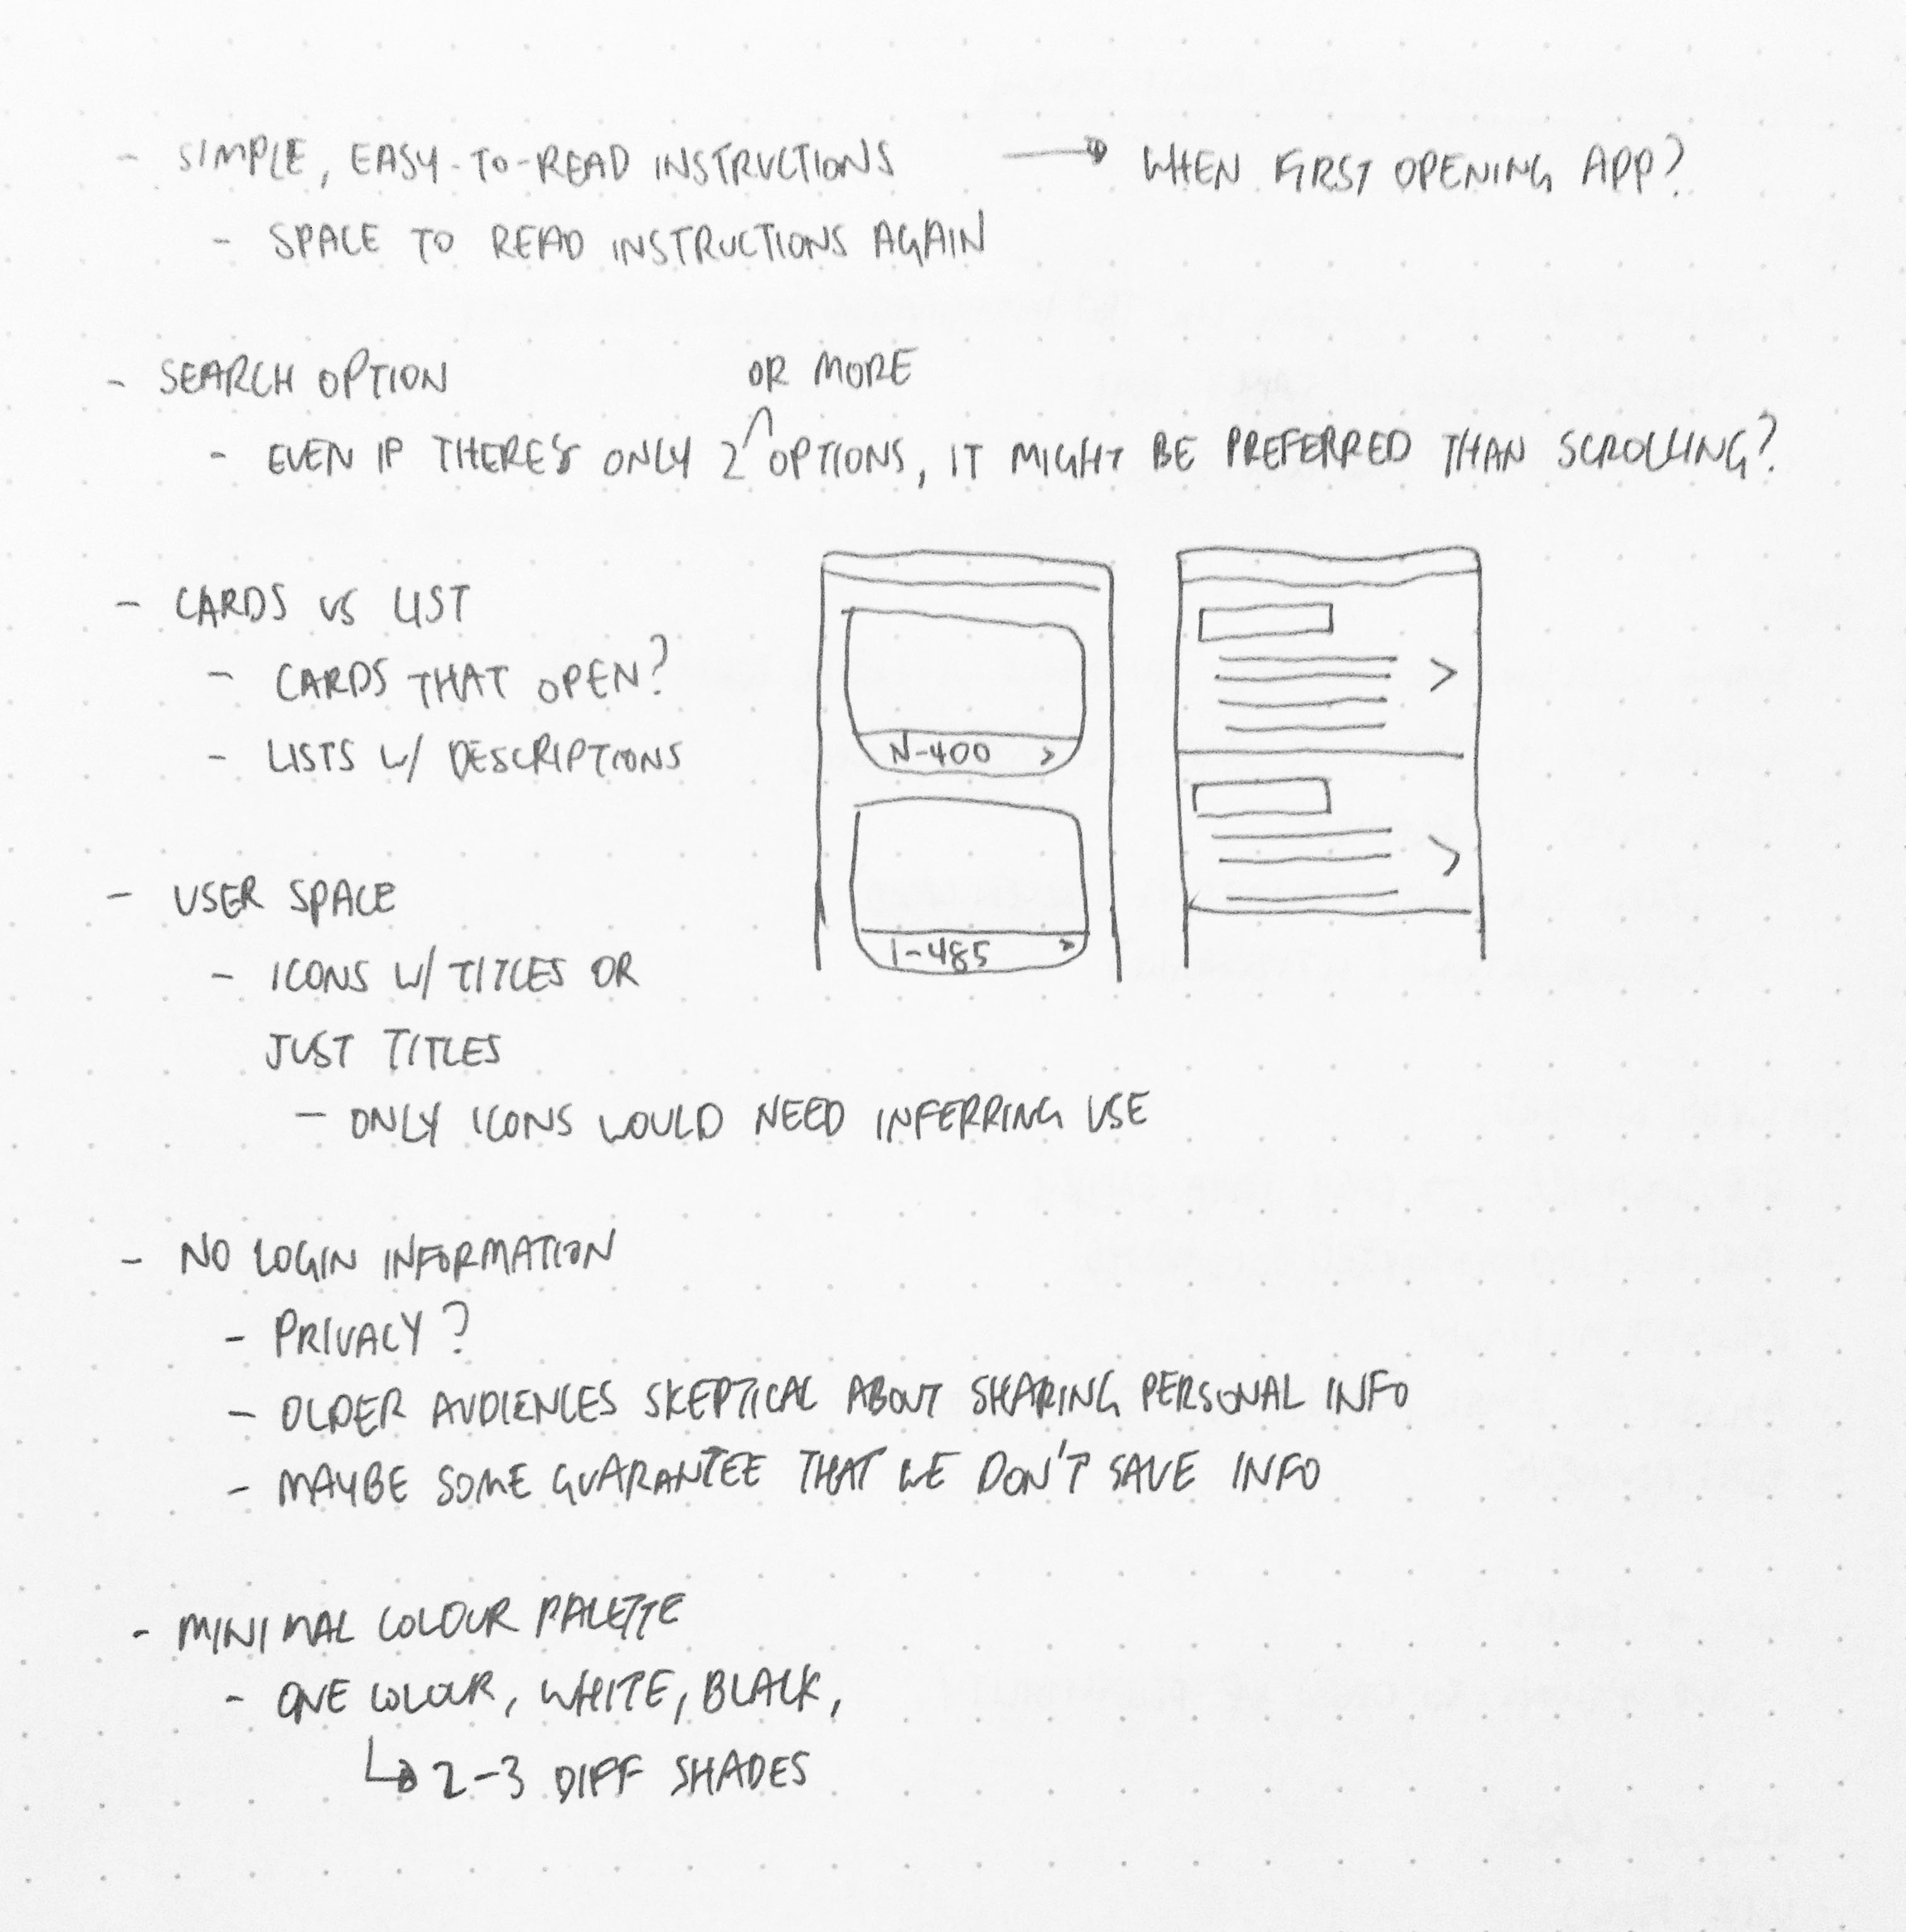 - SIMPLE, EASY-TO-READ INSTRUCTIONS → WHEN FIRST OPENING APP?
- SPACE TO READ INSTRUCTIONS AGAIN
- SEARCH OPTION
OR MORE
- EVEN IF THERE'S ONLY 2 ^ OPTIONS, IT MIGHT BE PREFERRED THAN SCROLLING?
- CARDS VS LIST
- CARDS THAT OPEN?
- LISTS W/ DESCRIPTIONS
N-400 >
I-485 >
>
>
- USER SPACE
- ICONS W/ TITLES OR
JUST TITLES
- ONLY ICONS WOULD NEED INFERRING USE
- NO LOGIN INFORMATION
- PRIVACY?
- OLDER AUDIENCES SKEPTICAL ABOUT SHARING PERSONAL INFO
- MAYBE SOME GUARANTEE THAT WE DON'T SAVE INFO
- MINIMAL COLOUR PALETTE
- ONE COLOUR, WHITE, BLACK,
↳ 2-3 DIFF SHADES